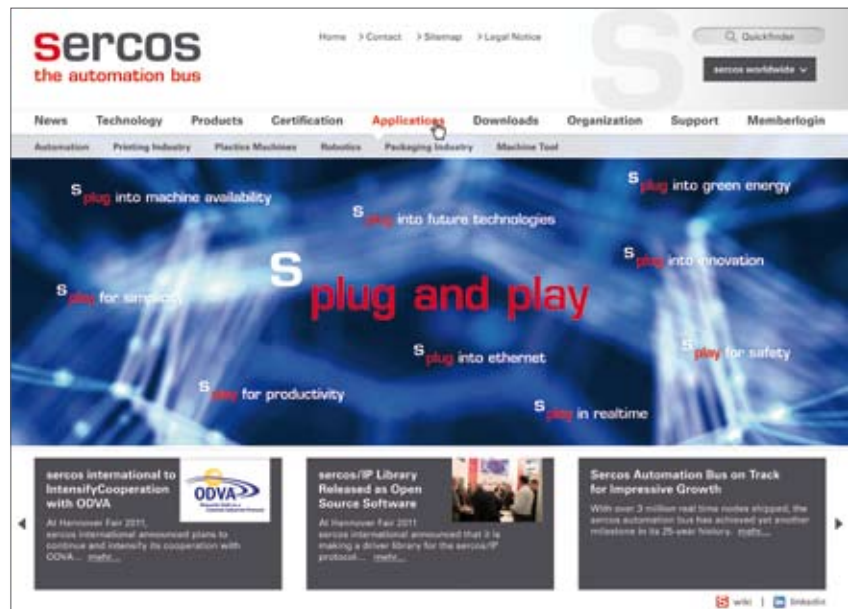 sercos
the automation bus
Home > Contact > Sitemap > Legal Notice
Quickfinder
sercos worldwide
News Technology Products Certification Applications Downloads Organization Support Memberlogin
Automation Printing Industry Plastics Machines Robotics Packaging Industry Machine Tool
S plug into machine availability
S plug into future technologies
S plug into green energy
S plug into innovation
S play for simplicity
S plug and play
S plug into ethernet
S play for safety
S play for productivity
S play in realtime
sercos international to
IntensifyCooperation
with ODVA
ODVA
At Hannover Fair 2011,
sercos international announced plans to
continue and intensify its cooperation with
ODVA... mehr...
sercos/IP Library
Released as Open
Source Software
At Hannover Fair 2011
sercos international announced that it is
making a driver library for the sercos/IP
protocol... mehr...
Sercos Automation Bus on Track
for Impressive Growth
With over 3 million real time nodes shipped, the
sercos automation bus has achieved yet another
milestone in its 25-year history. mehr...
S wiki | in linkedin